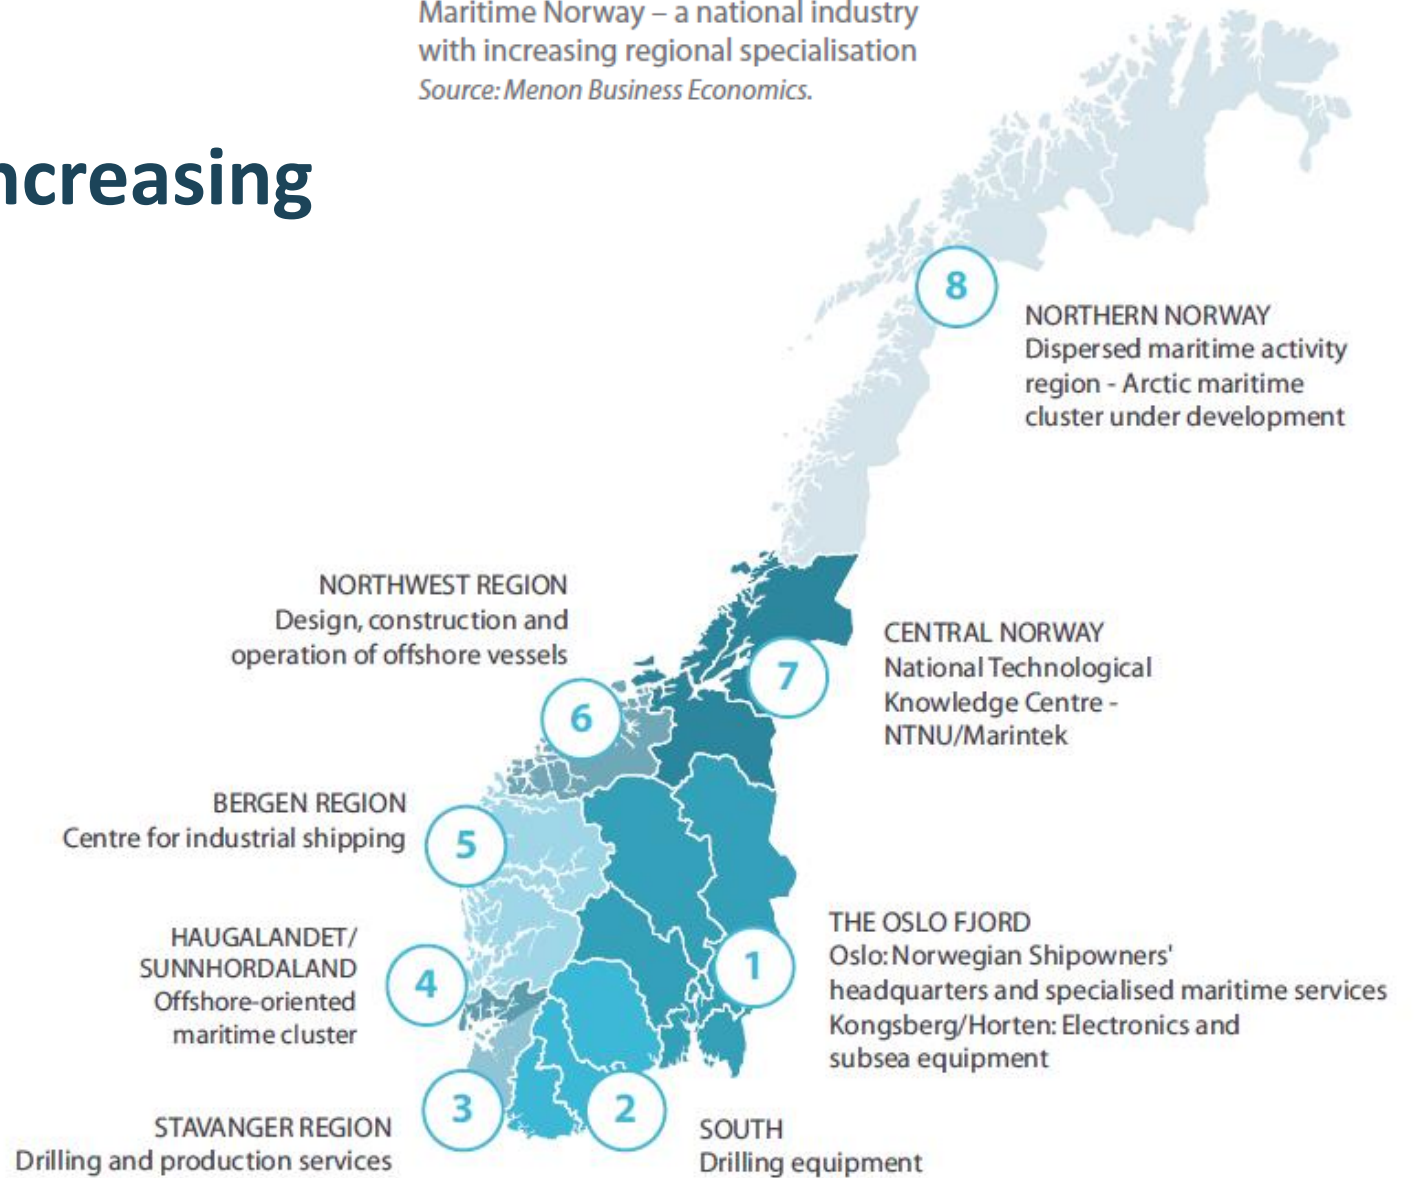 Maritime Norway – a national industry
with increasing regional specialisation
Source: Menon Business Economics.
ncreasing
8
NORTHERN NORWAY
Dispersed maritime activity
region - Arctic maritime
cluster under development
NORTHWEST REGION
Design, construction and
operation of offshore vessels
6
7
CENTRAL NORWAY
National Technological
Knowledge Centre -
NTNU/Marintek
BERGEN REGION
Centre for industrial shipping
5
HAUGALANDET/
SUNNHORDALAND
Offshore-oriented
maritime cluster
4
1
THE OSLO FJORD
Oslo: Norwegian Shipowners'
headquarters and specialised maritime services
Kongsberg/Horten: Electronics and
subsea equipment
STAVANGER REGION
Drilling and production services
3
2
SOUTH
Drilling equipment